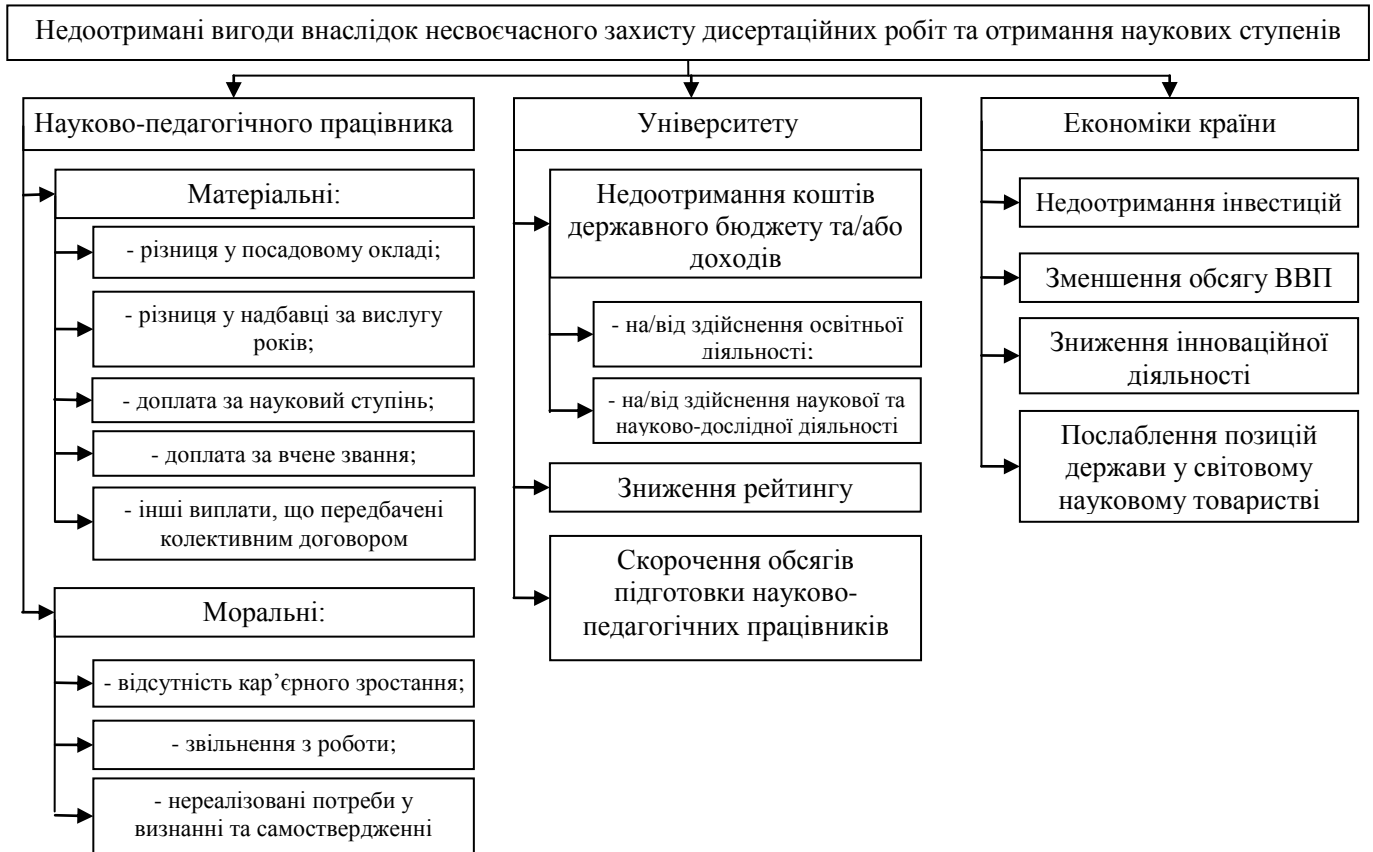 Недоотримані вигоди внаслідок несвоєчасного захисту дисертаційних робіт та отримання наукових ступенів
Науково-педагогічного працівника
Матеріальні:
- різниця у посадовому окладі;
- різниця у надбавці за вислугу
років;
- доплата за науковий ступінь;
- доплата за вчене звання;
- інші виплати, що передбачені
колективним договором
Моральні:
- відсутність кар’єрного зростання;
- звільнення з роботи;
- нереалізовані потреби у
визнанні та самоствердженні
Університету
Недоотримання коштів
державного бюджету та/або
доходів
- на/від здійснення освітньої
діяльності;
- на/від здійснення наукової та
науково-дослідної діяльності
Зниження рейтингу
Скорочення обсягів
підготовки науково-
педагогічних працівників
Економіки країни
Недоотримання інвестицій
Зменшення обсягу ВВП
Зниження інноваційної
діяльності
Послаблення позицій
держави у світовому
науковому товаристві